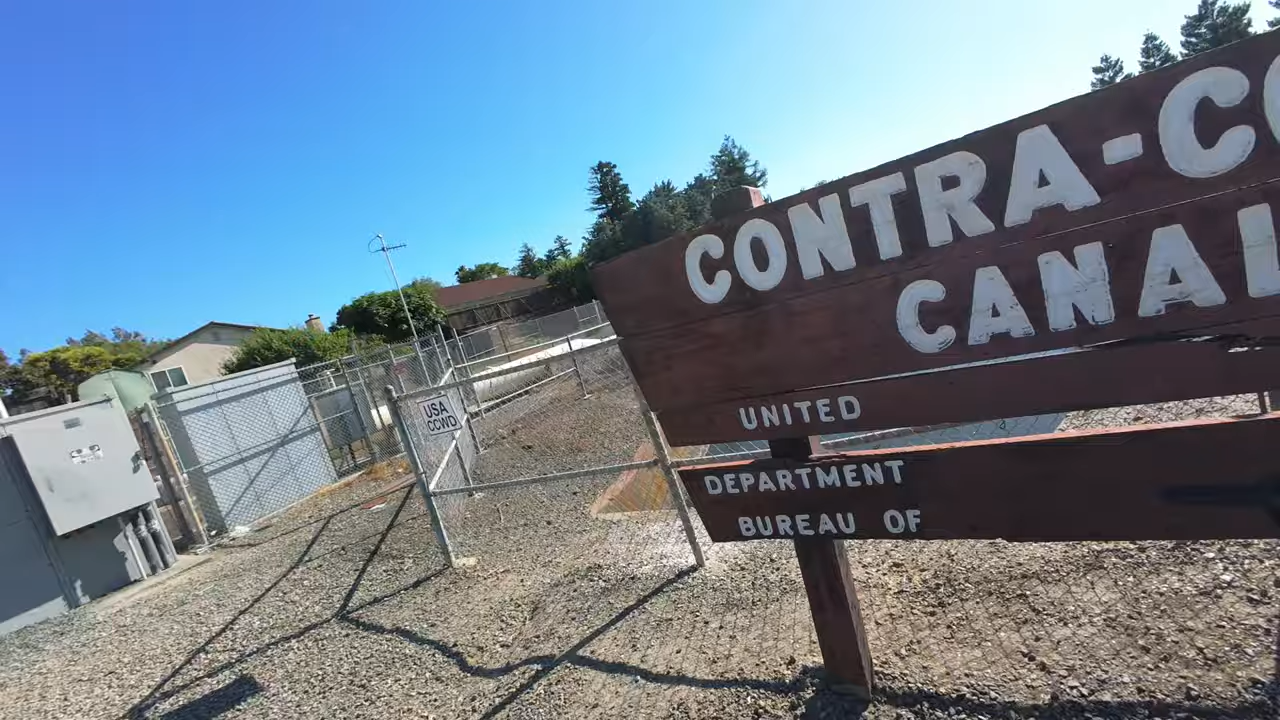 CONTRA-C
CANAL
UNITED
DEPARTMENT
BUREAU OF
USA
CCWD